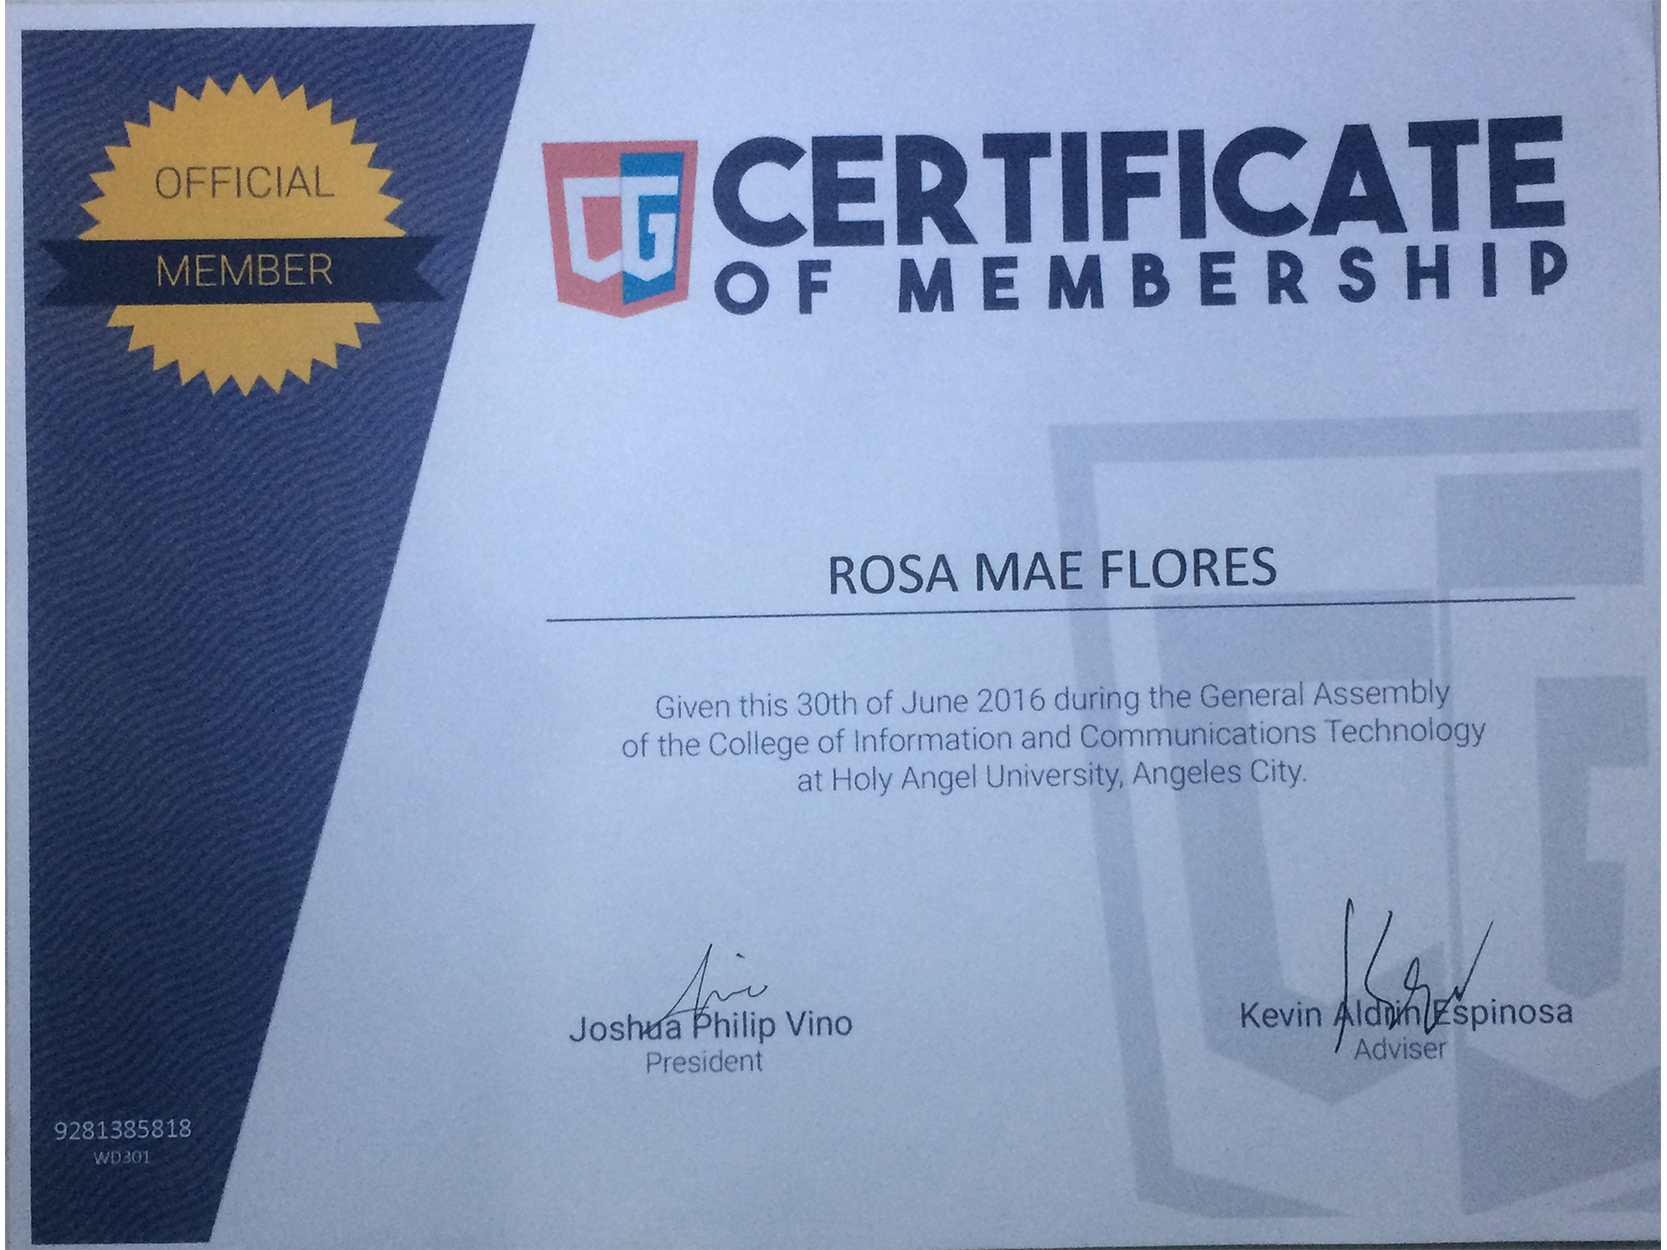 OFFICIAL
MEMBER
CG
CERTIFICATE
OF MEMBERSHIP
ROSA MAE FLORES
Given this 30th of June 2016 during the General Assembly
of the College of Information and Communications Technology
at Holy Angel University, Angeles City.
Joshua Philip Vino
President
Kevin Aldrin Espinosa
Adviser
9281385818
WD301